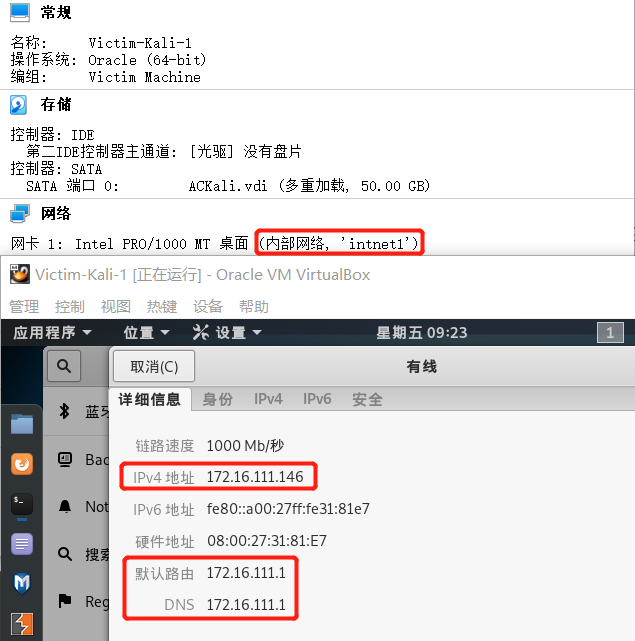 常规
名称: Victim-Kali-1
操作系统: Oracle (64-bit)
编组: Victim Machine
存储
控制器: IDE
第二IDE控制器主通道: [光驱] 没有盘片
控制器: SATA
SATA 端口 0: ACKali.vdi (多重加载, 50.00 GB)
网络
网卡 1: Intel PRO/1000 MT 桌面 (内部网络, 'intnet1')
Victim-Kali-1 [正在运行] - Oracle VM VirtualBox
管理 控制 视图 热键 设备 帮助
应用程序 位置 设置 星期五 09:23 1
取消(C) 有线
详细信息 身份 IPv4 IPv6 安全
蓝牙
链路速度 1000 Mb/秒
Bac
IPv4 地址 172.16.111.146
Not
IPv6 地址 fe80::a00:27ff:fe31:81e7
搜索
硬件地址 08:00:27:31:81:E7
Reg
默认路由 172.16.111.1
DNS 172.16.111.1